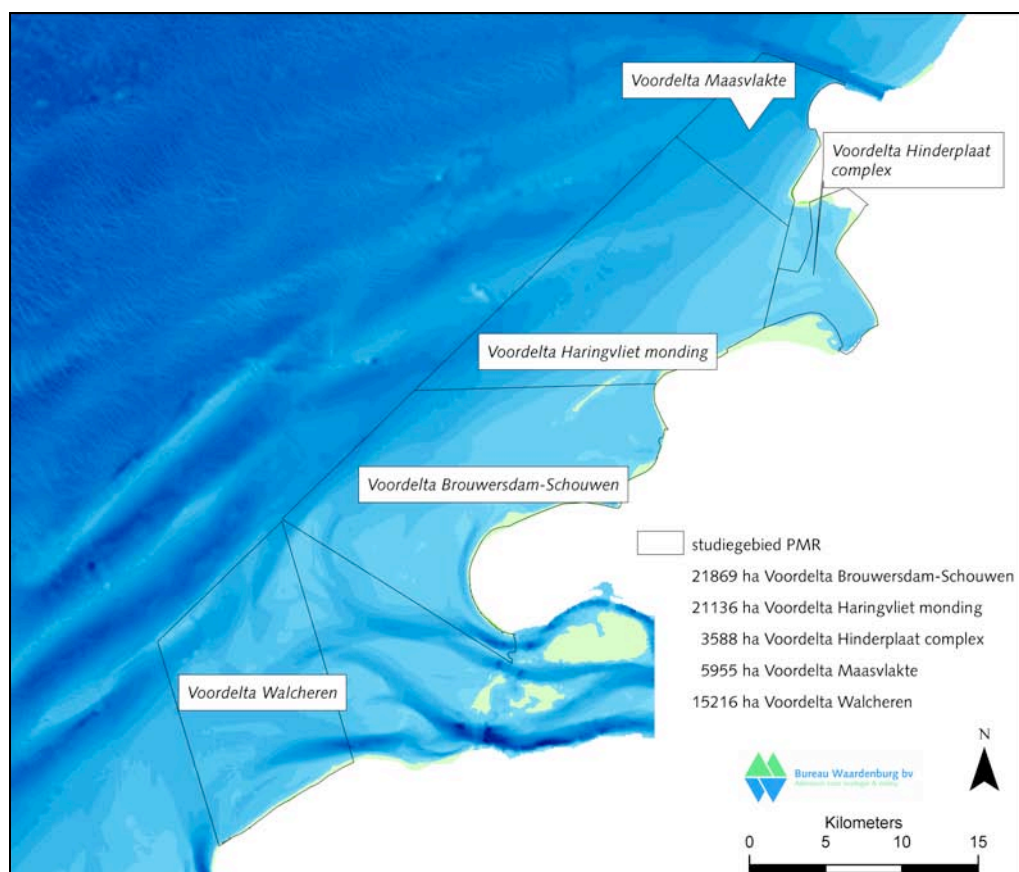 Voordelta Maasvlakte
Voordelta Hinderplaat
complex
Voordelta Haringvliet monding
Voordelta Brouwersdam-Schouwen
Voordelta Walcheren
studiegebied PMR
21869 ha Voordelta Brouwersdam-Schouwen
21136 ha Voordelta Haringvliet monding
3588 ha Voordelta Hinderplaat complex
5955 ha Voordelta Maasvlakte
15216 ha Voordelta Walcheren
Bureau Waardenburg bv
N
Kilometers
0 5 10 15